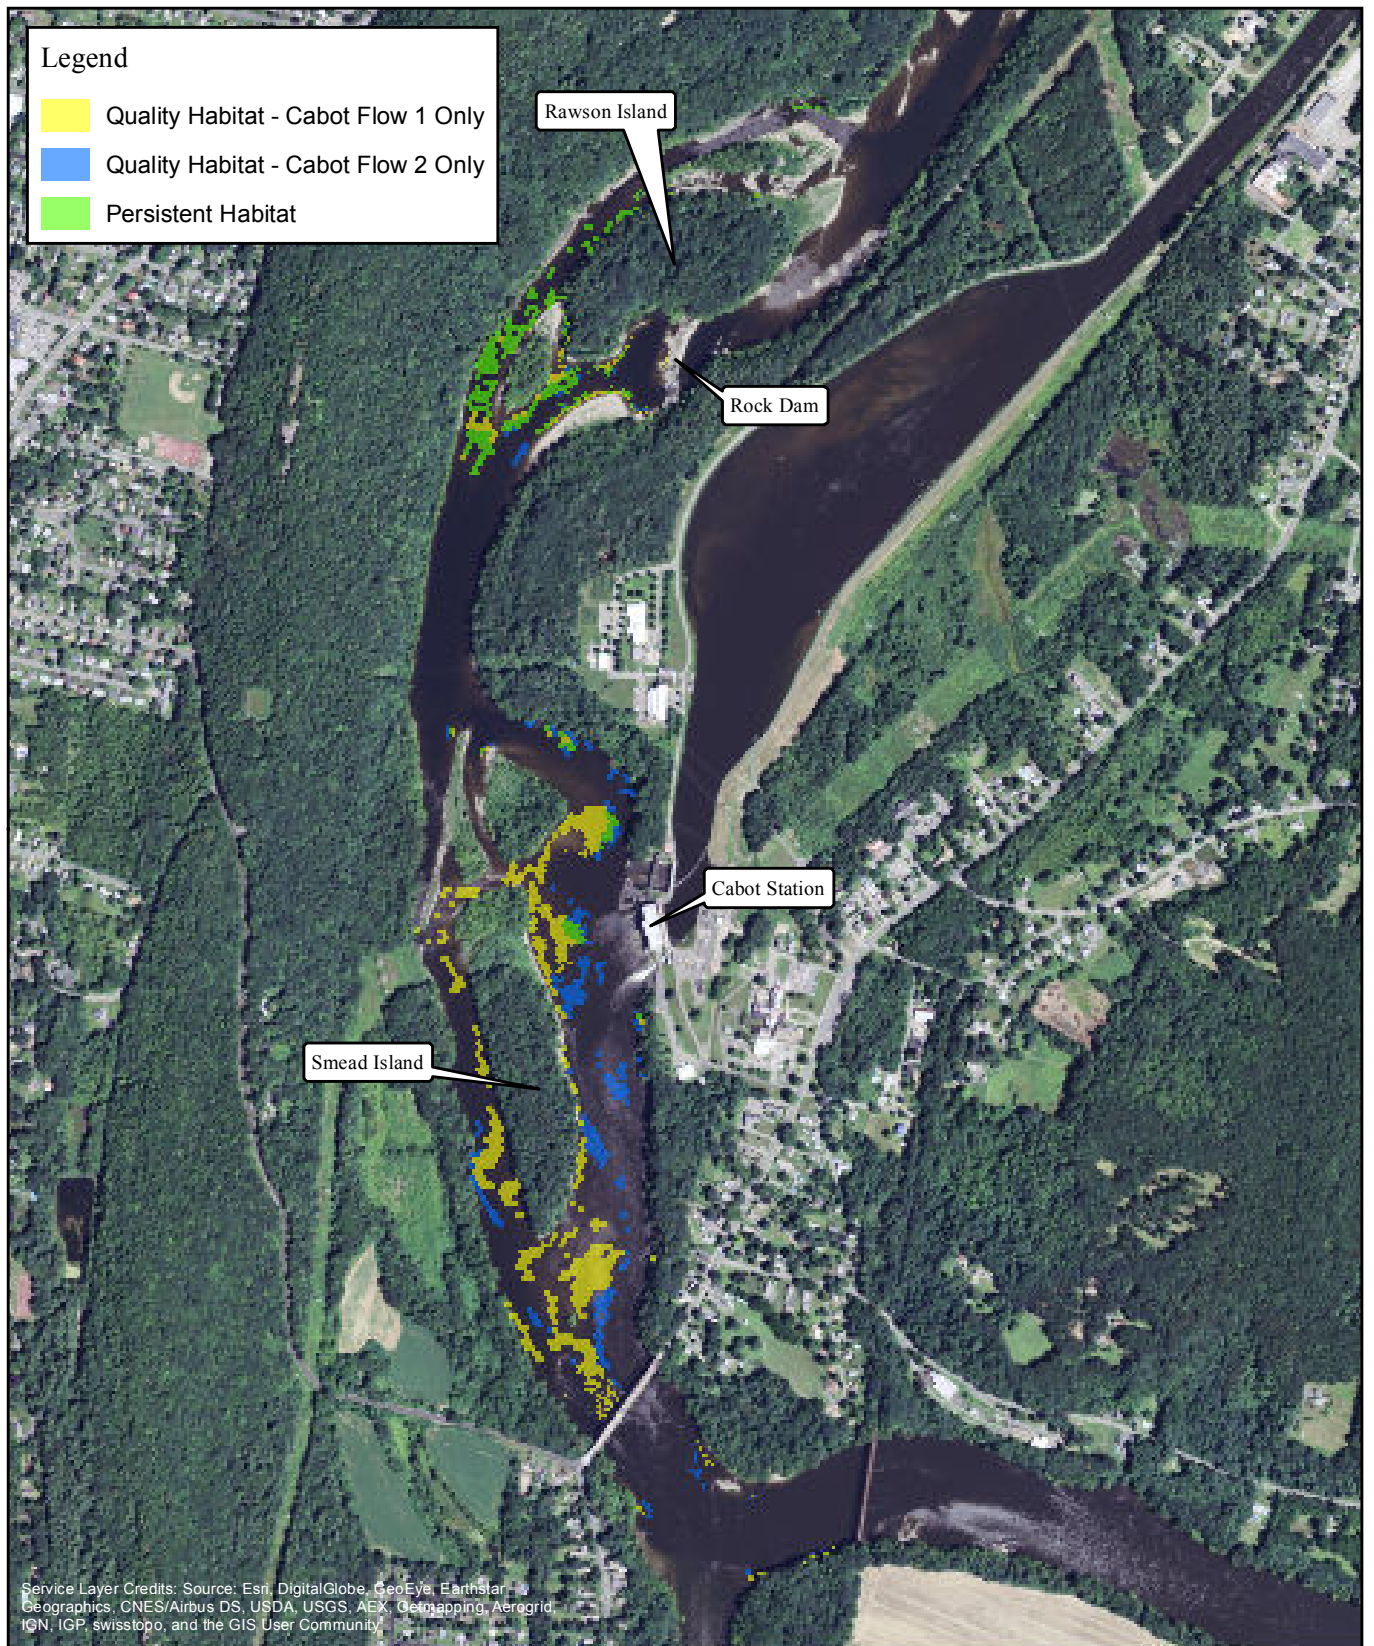 Legend
Quality Habitat - Cabot Flow 1 Only
Quality Habitat - Cabot Flow 2 Only
Persistent Habitat
Rawson Island
Rock Dam
Cabot Station
Smead Island
Service Layer Credits: Source: Esri, DigitalGlobe, GeoEye, Earthstar
Geographics, CNES/Airbus DS, USDA, USGS, AEX, Getmapping, Aerogrid,
IGN, IGP, swisstopo, and the GIS User Community